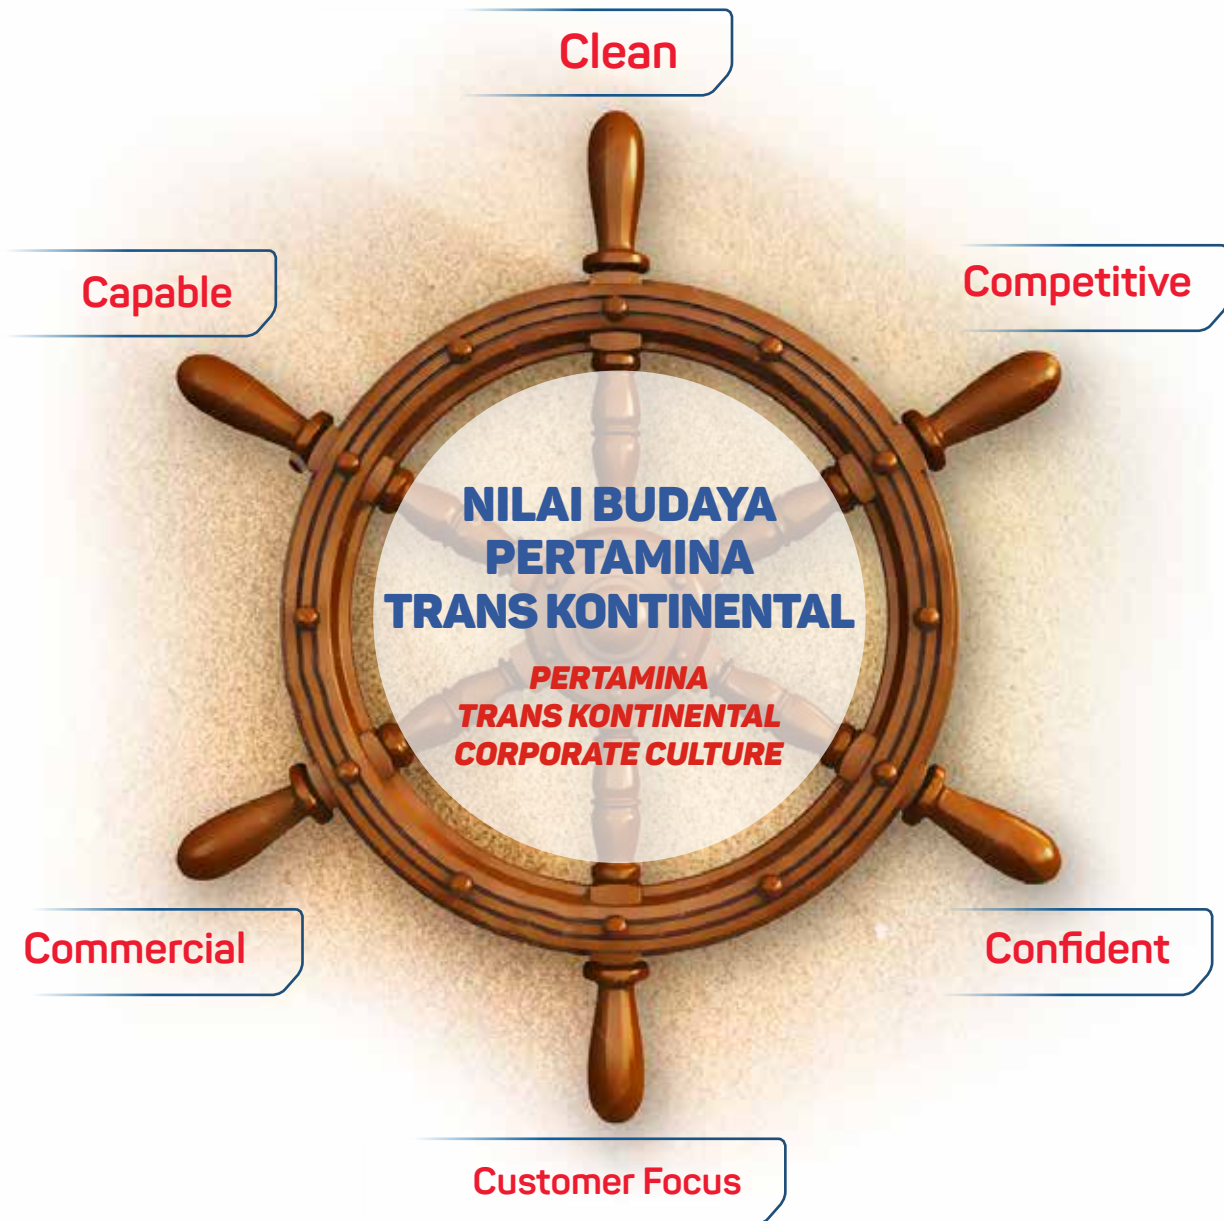 Clean
Capable
Competitive
NILAI BUDAYA
PERTAMINA
TRANS KONTINENTAL
PERTAMINA
TRANS KONTINENTAL
CORPORATE CULTURE
Commercial
Confident
Customer Focus